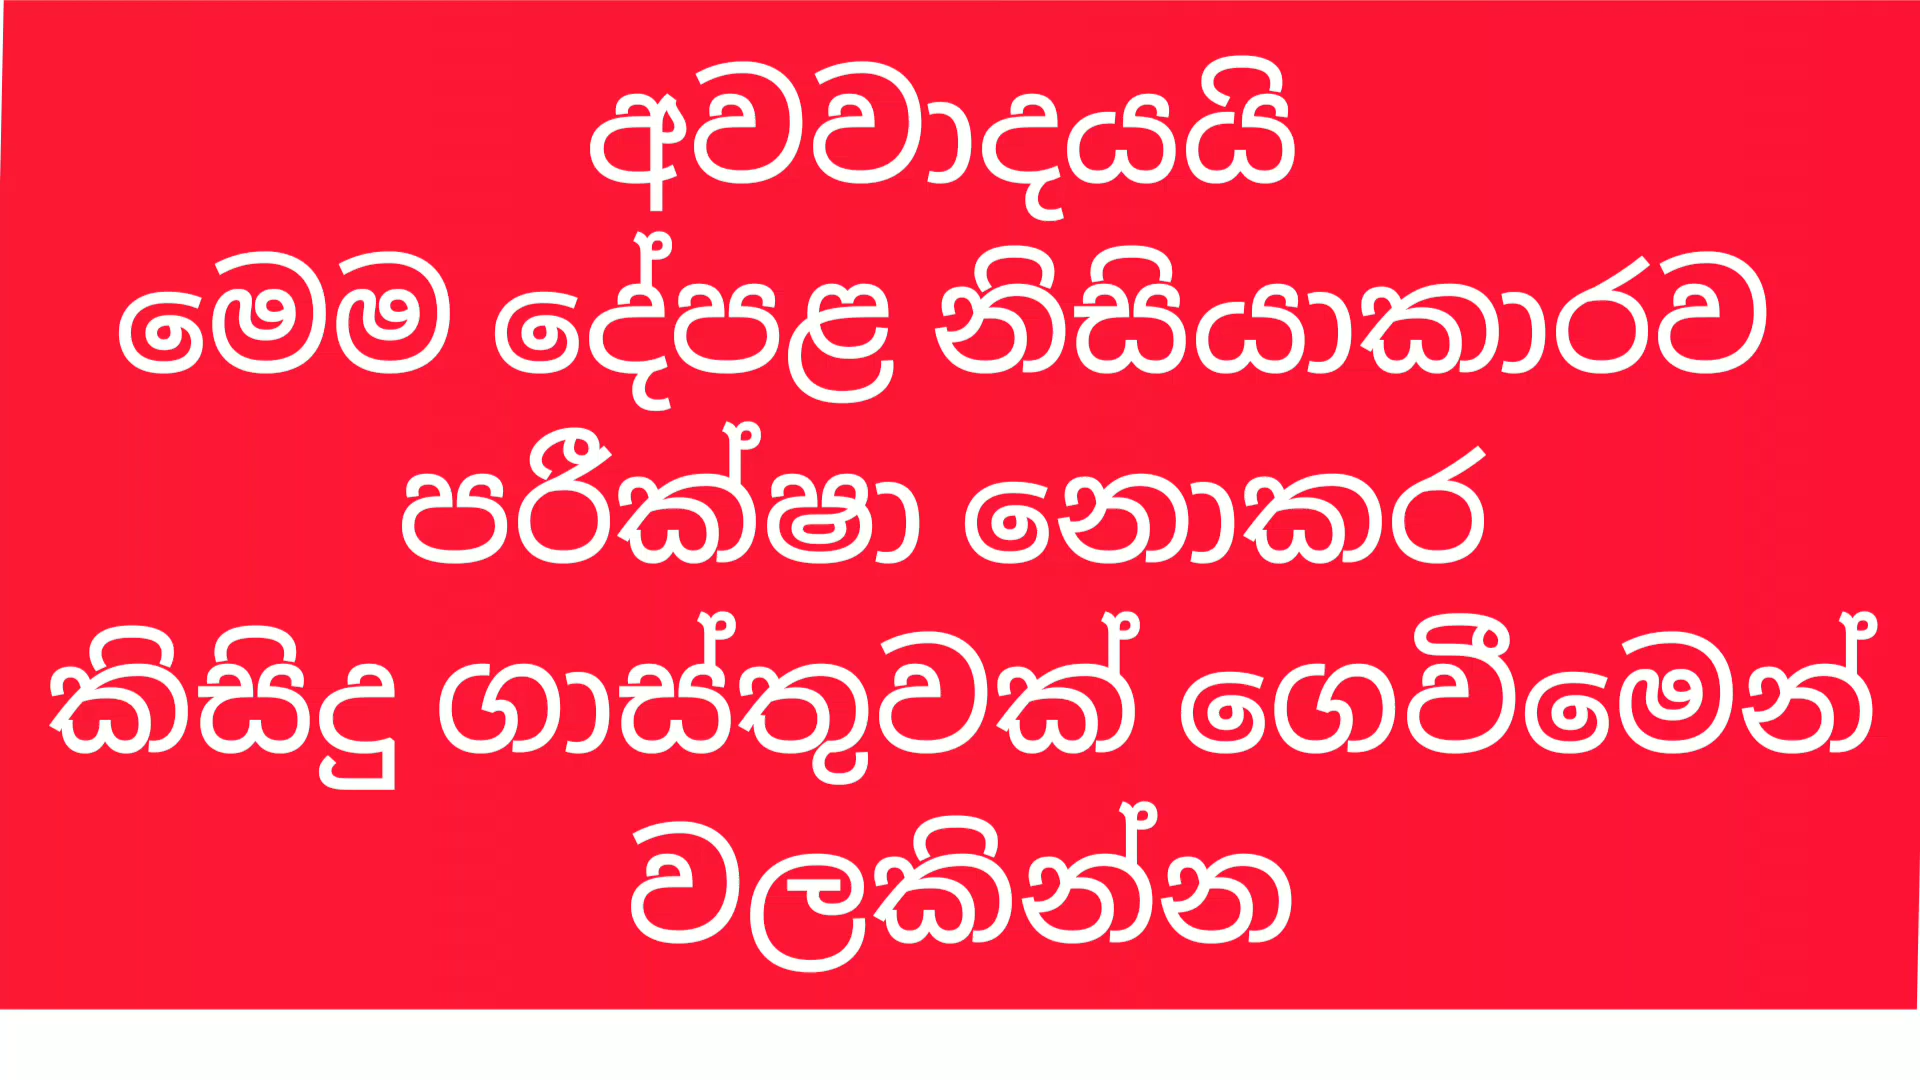 අවවාදයයි
මෙම දේපළ නිසියාකාරව
පරීක්ෂා නොකර
කිසිදු ගාස්තුවක් ගෙවීමෙන්
වලකින්න